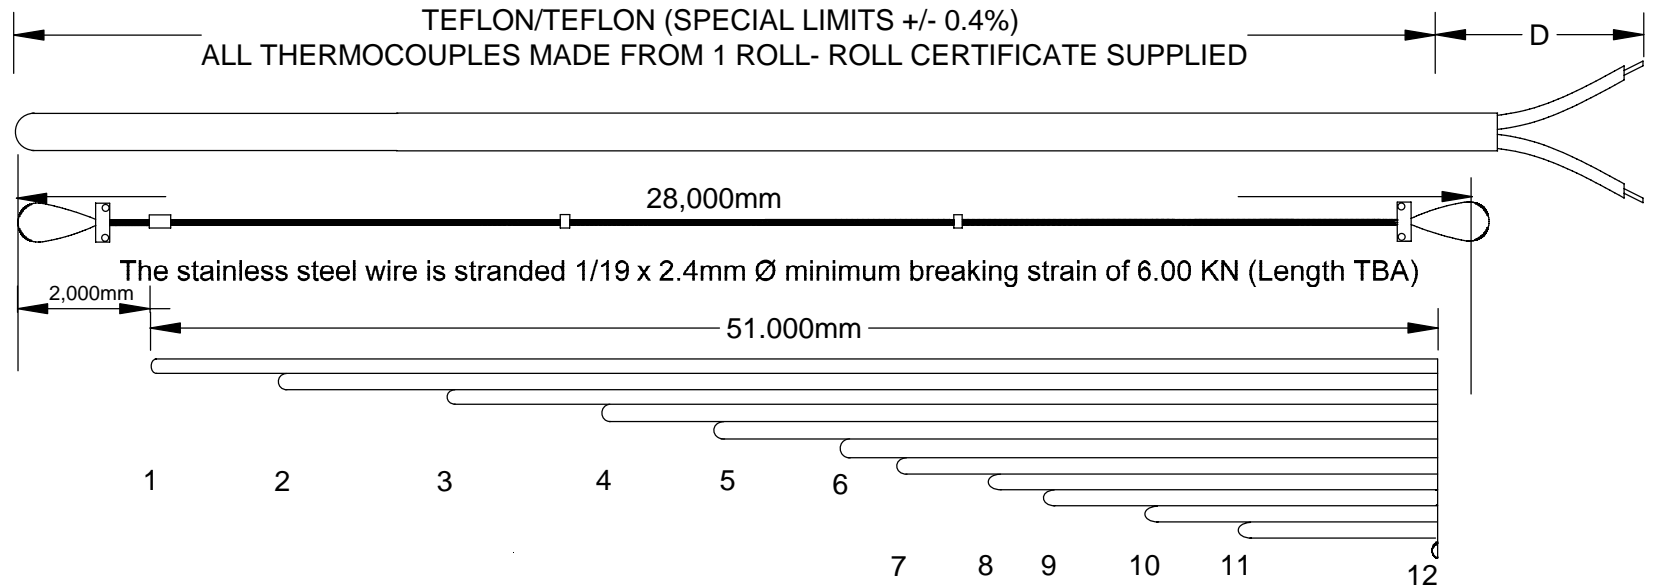 TEFLON/TEFLON (SPECIAL LIMITS +/- 0.4%)
ALL THERMOCOUPLES MADE FROM 1 ROLL- ROLL CERTIFICATE SUPPLIED
D
28,000mm
The stainless steel wire is stranded 1/19 x 2.4mm Ø minimum breaking strain of 6.00 KN (Length TBA)
2,000mm
51.000mm
1 2 3 4 5 6
7 8 9 10 11 12